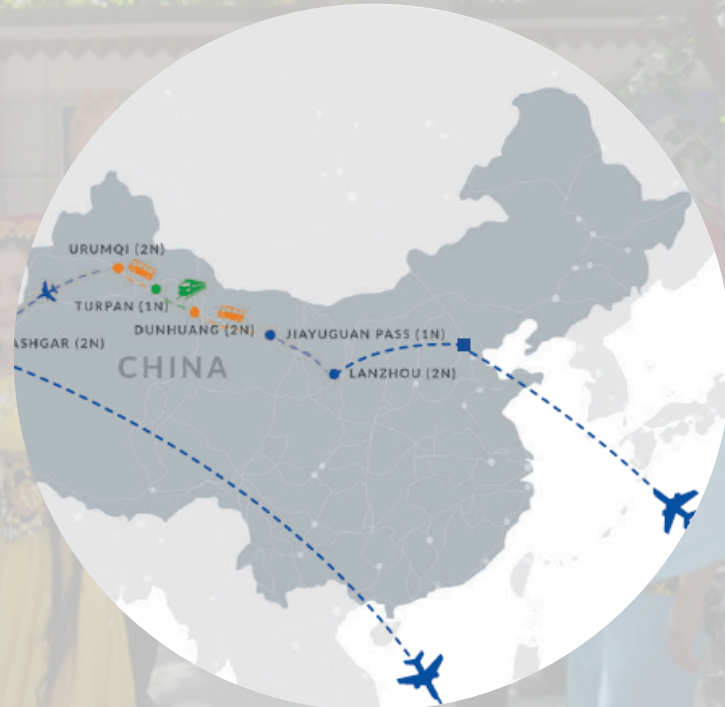 URUMQI (2N)
TURPAN (1N)
DUNHUANG (2N)
JIAYUGUAN PASS (1N)
ASHGAR (2N)
CHINA
LANZHOU (2N)